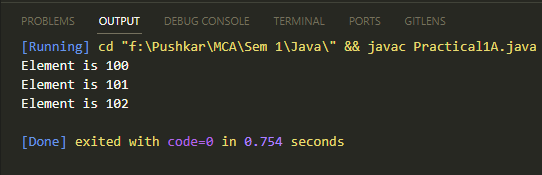 PROBLEMS OUTPUT DEBUG CONSOLE TERMINAL PORTS GITLENS
[Running] cd "f:\Pushkar\MCA\Sem 1\Java\" && javac Practical1A.java
Element is 100
Element is 101
Element is 102
[Done] exited with code=0 in 0.754 seconds